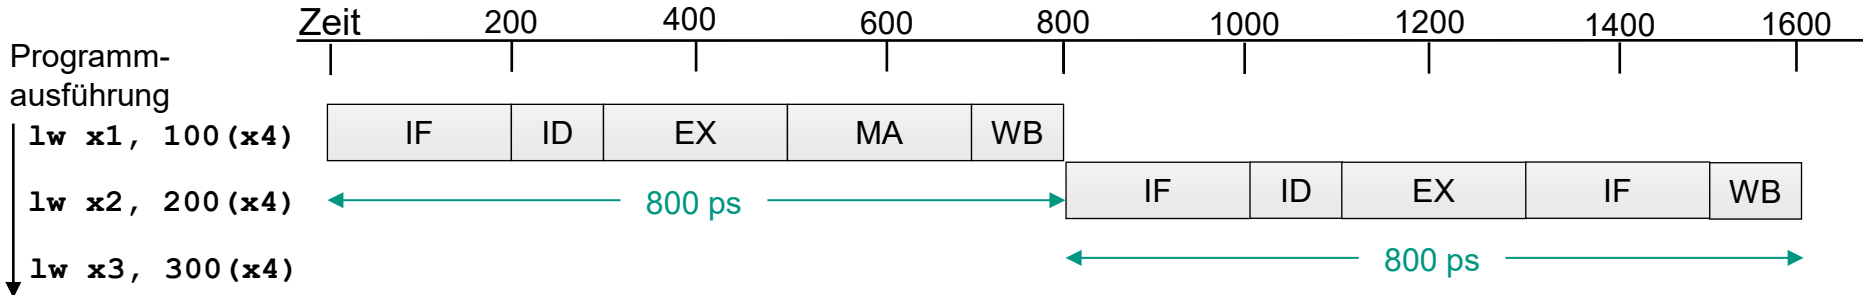 Zeit 200 400 600 800 1000 1200 1400 1600
Programm-
ausführung
lw x1, 100(x4) IF ID EX MA WB
lw x2, 200(x4) 800 ps IF ID EX IF WB
lw x3, 300(x4) 800 ps